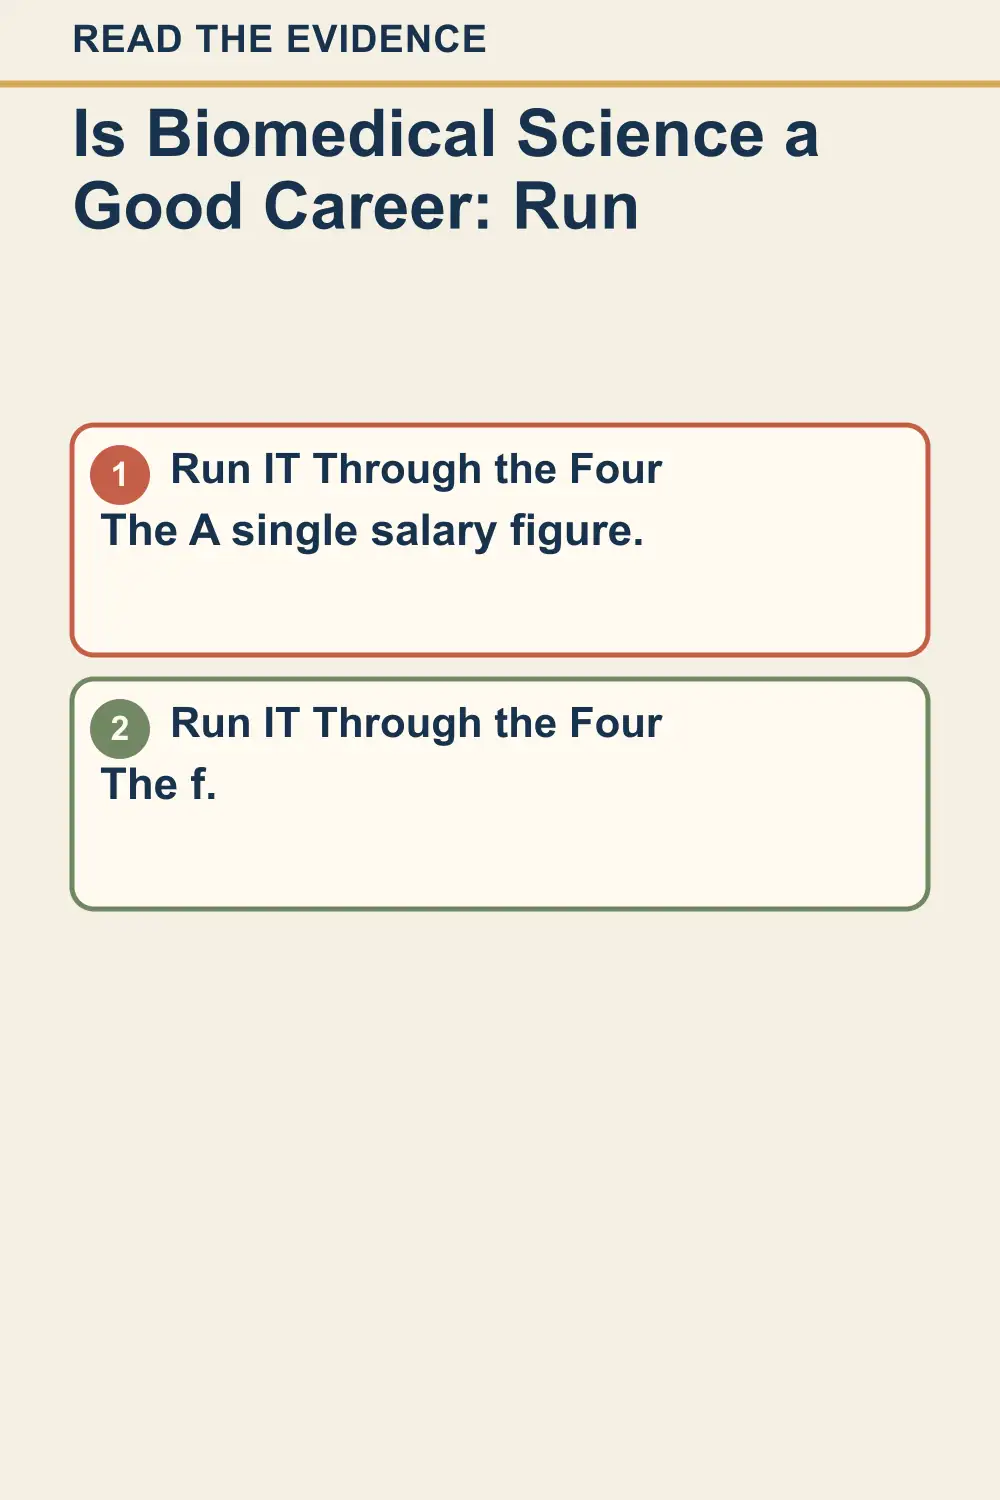 READ THE EVIDENCE
Is Biomedical Science a
Good Career: Run
1 Run IT Through the Four
The A single salary figure.
2 Run IT Through the Four
The f.